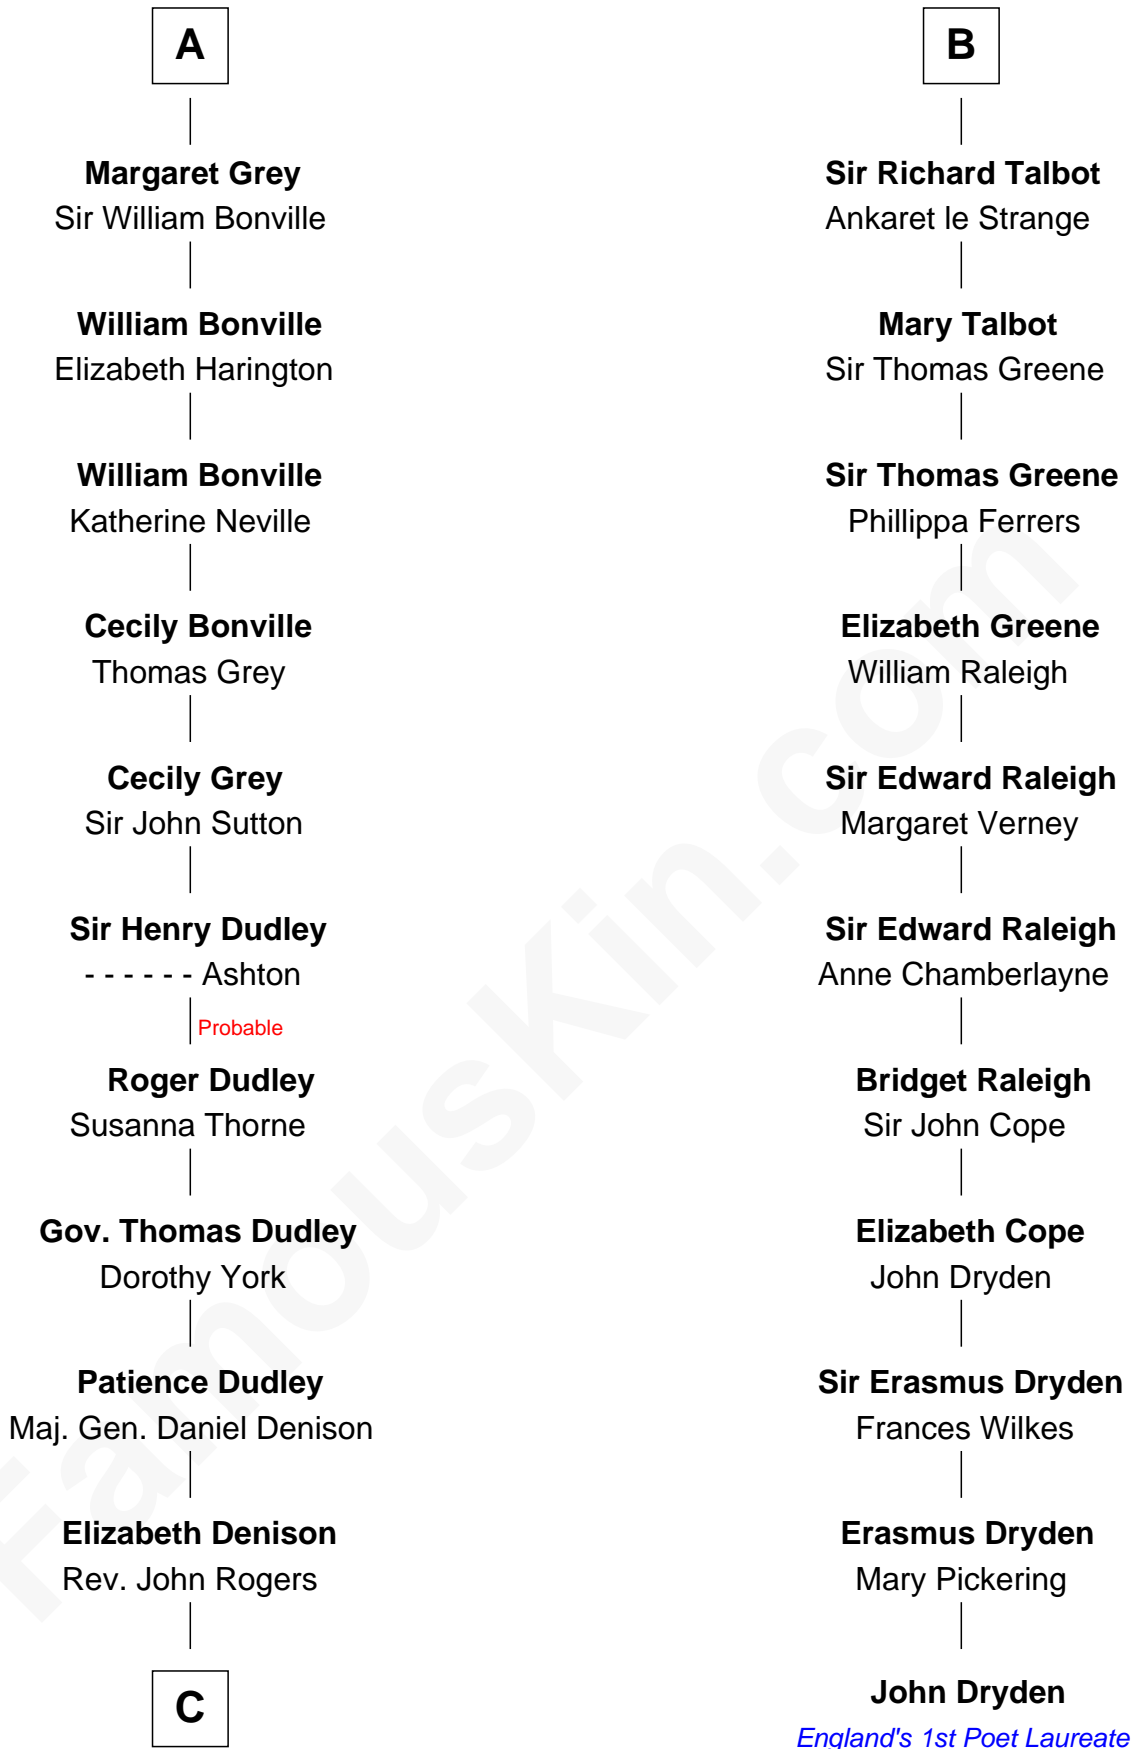 A
Margaret Grey
Sir William Bonville
William Bonville
Elizabeth Harington
William Bonville
Katherine Neville
Cecily Bonville
Thomas Grey
Cecily Grey
Sir John Sutton
Sir Henry Dudley
- - - - - - Ashton
Probable
Roger Dudley
Susanna Thorne
Gov. Thomas Dudley
Dorothy York
Patience Dudley
Maj. Gen. Daniel Denison
Elizabeth Denison
Rev. John Rogers
C
B
Sir Richard Talbot
Ankaret le Strange
Mary Talbot
Sir Thomas Greene
Sir Thomas Greene
Phillippa Ferrers
Elizabeth Greene
William Raleigh
Sir Edward Raleigh
Margaret Verney
Sir Edward Raleigh
Anne Chamberlayne
Bridget Raleigh
Sir John Cope
Elizabeth Cope
John Dryden
Sir Erasmus Dryden
Frances Wilkes
Erasmus Dryden
Mary Pickering
John Dryden
England's 1st Poet Laureate
FamousKin.com